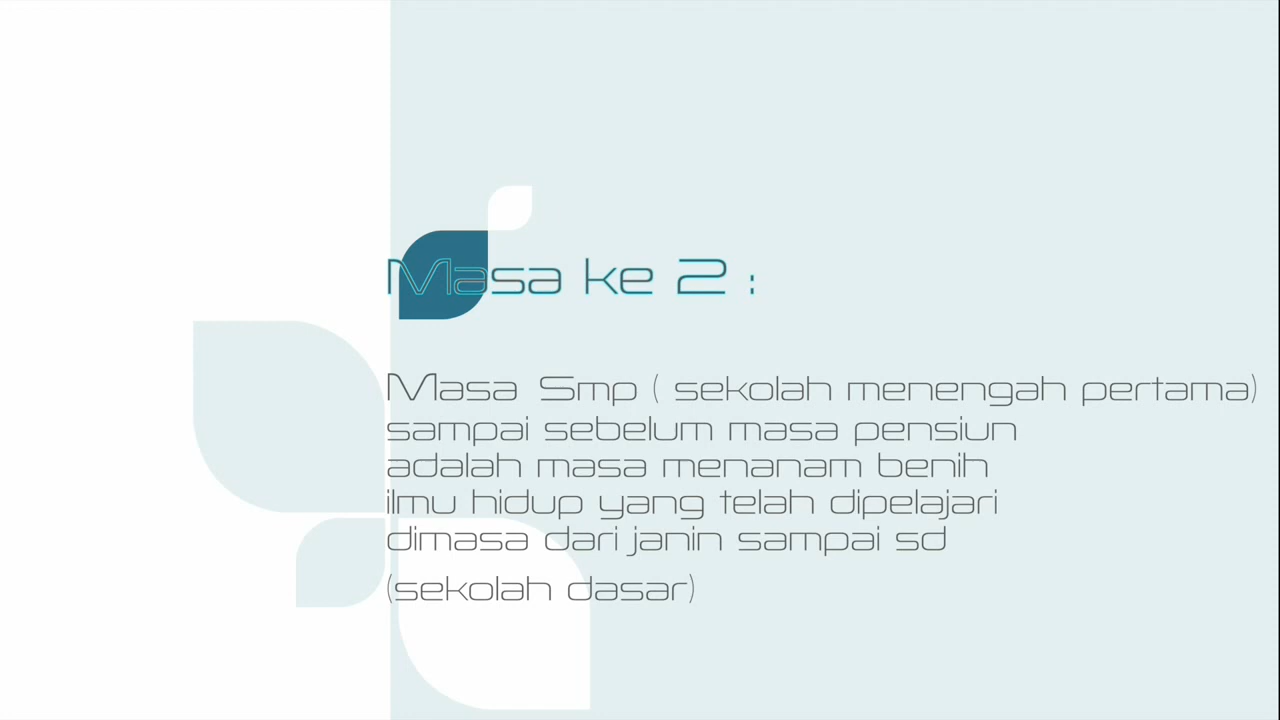 Masa ke 2 :
Masa Smp ( sekolah menengah pertama)
sampai sebelum masa pensiun
adalah masa menanam benih
ilmu hidup yang telah dipelajari
dimasa dari janin sampai sd
(sekolah dasar)